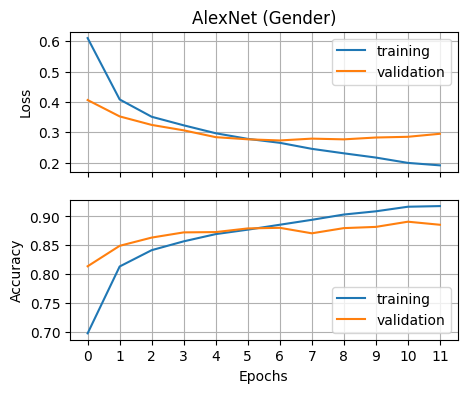 AlexNet (Gender)
0.6
0.5
0.4
0.3
0.2
Loss
training
validation
0.90
0.85
0.80
0.75
0.70
Accuracy
training
validation
0 1 2 3 4 5 6 7 8 9 10 11
Epochs